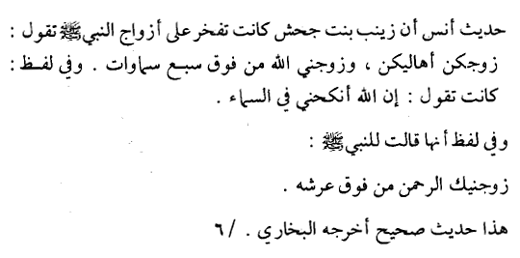 حديث أنس أن زينب بنت جحش كانت تفخر على أزواج النبي ﷺ تقول :
زوجكن أهاليكن ، وزوجني الله من فوق سبع سماوات . وفي لفظ :
كانت تقول : إن الله أنكحني في السماء .
وفي لفظ أنها قالت للنبي ﷺ :
زوجنيك الرحمن من فوق عرشه .
هذا حديث صحيح أخرجه البخاري . / ٦